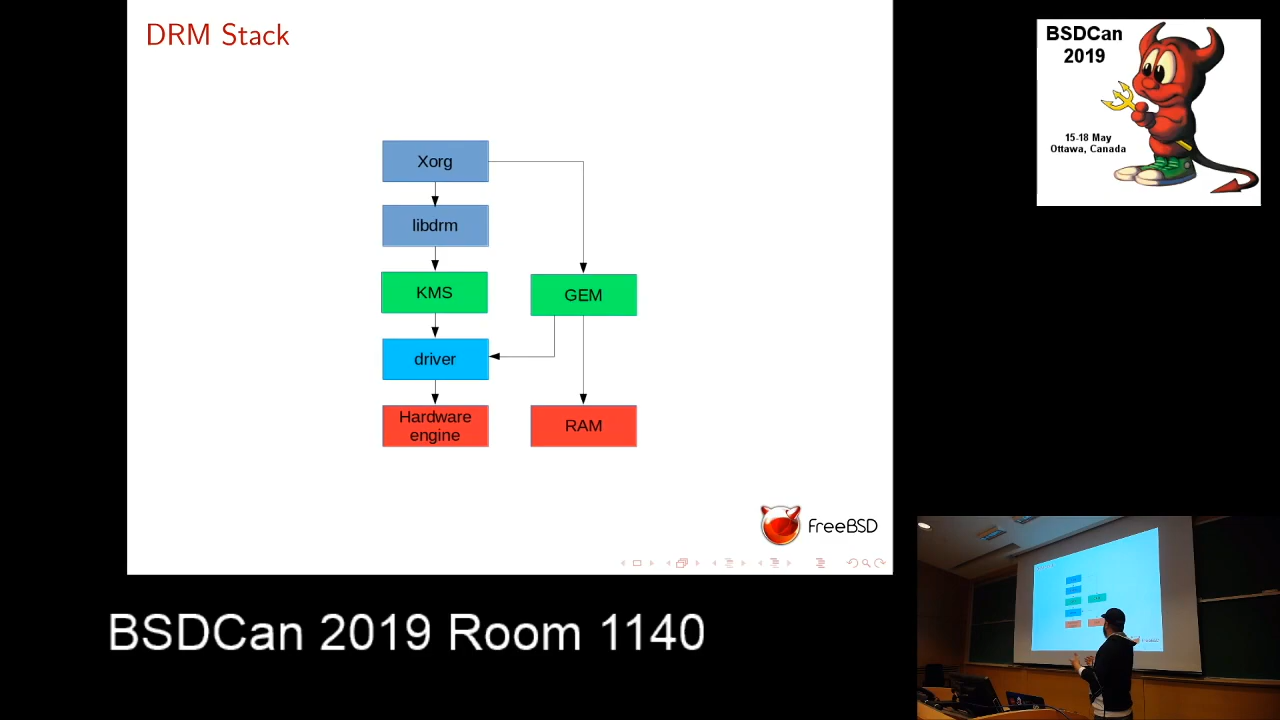 DRM Stack
Xorg
libdrm
KMS
GEM
driver
Hardware
engine
RAM
FreeBSD
BSDCan
2019
15-18 May
Ottawa, Canada
BSDCan 2019 Room 1140